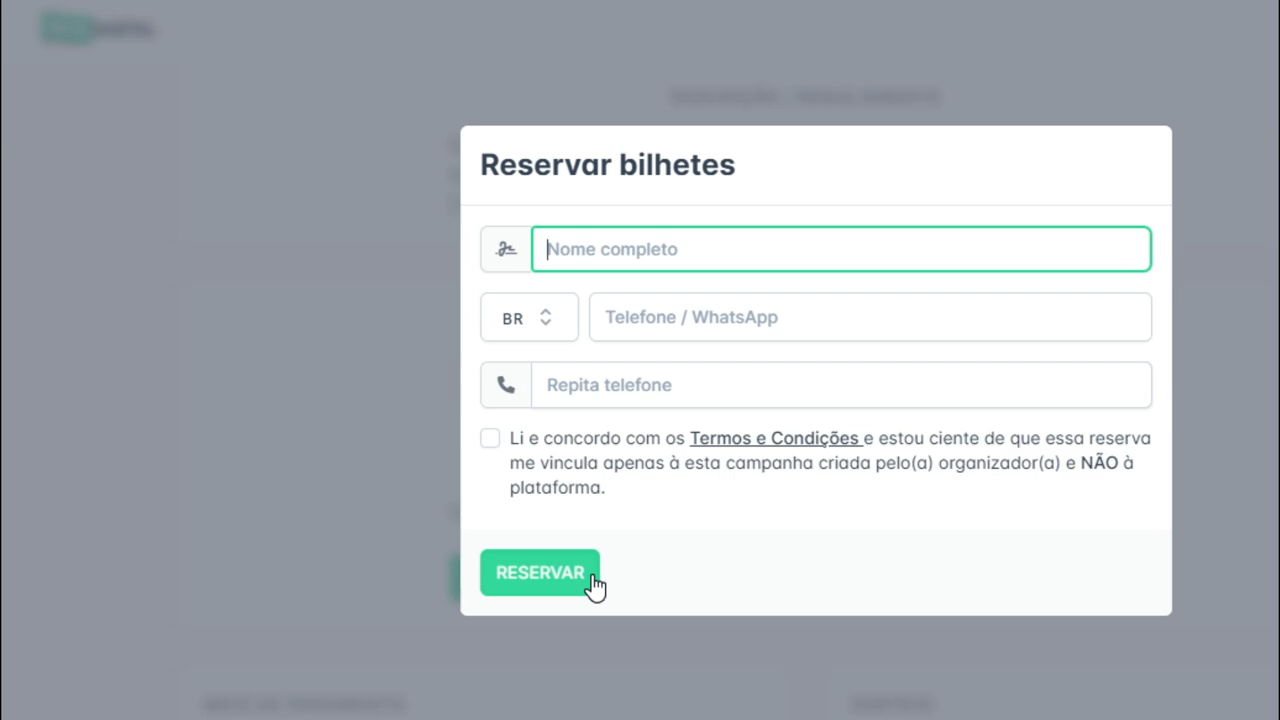 Reservar bilhetes
Nome completo
BR
Telefone / WhatsApp
Repita telefone
Li e concordo com os Termos e Condições e estou ciente de que essa reserva
me vincula apenas à esta campanha criada pelo(a) organizador(a) e NÃO à
plataforma.
RESERVAR